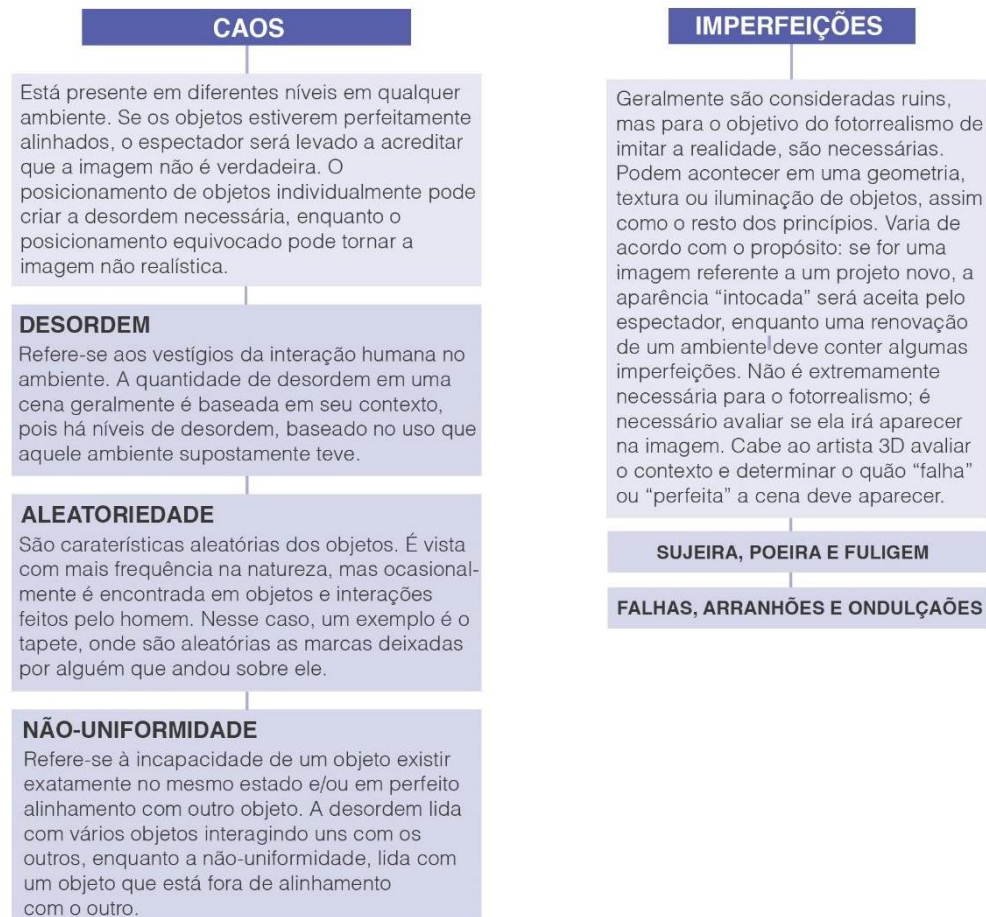 CAOS
Está presente em diferentes níveis em qualquer
ambiente. Se os objetos estiverem perfeitamente
alinhados, o espectador será levado a acreditar
que a imagem não é verdadeira. O
posicionamento de objetos individualmente pode
criar a desordem necessária, enquanto o
posicionamento equivocado pode tornar a
imagem não realística.
DESORDEM
Refere-se aos vestígios da interação humana no
ambiente. A quantidade de desordem em uma
cena geralmente é baseada em seu contexto,
pois há níveis de desordem, baseado no uso que
aquele ambiente supostamente teve.
ALEATORIEDADE
São caraterísticas aleatórias dos objetos. É vista
com mais frequência na natureza, mas ocasional-
mente é encontrada em objetos e interações
feitos pelo homem. Nesse caso, um exemplo é o
tapete, onde são aleatórias as marcas deixadas
por alguém que andou sobre ele.
NÃO-UNIFORMIDADE
Refere-se à incapacidade de um objeto existir
exatamente no mesmo estado e/ou em perfeito
alinhamento com outro objeto. A desordem lida
com vários objetos interagindo uns com os
outros, enquanto a não-uniformidade, lida com
um objeto que está fora de alinhamento
com o outro.
IMPERFEIÇÕES
Geralmente são consideradas ruins,
mas para o objetivo do fotorrealismo de
imitar a realidade, são necessárias.
Podem acontecer em uma geometria,
textura ou iluminação de objetos, assim
como o resto dos princípios. Varia de
acordo com o propósito: se for uma
imagem referente a um projeto novo, a
aparência “intocada” será aceita pelo
espectador, enquanto uma renovação
de um ambiente deve conter algumas
imperfeições. Não é extremamente
necessária para o fotorrealismo; é
necessário avaliar se ela irá aparecer
na imagem. Cabe ao artista 3D avaliar
o contexto e determinar o quão “falha”
ou “perfeita” a cena deve aparecer.
SUJEIRA, POEIRA E FULIGEM
FALHAS, ARRANHÕES E ONDULÇAÕES